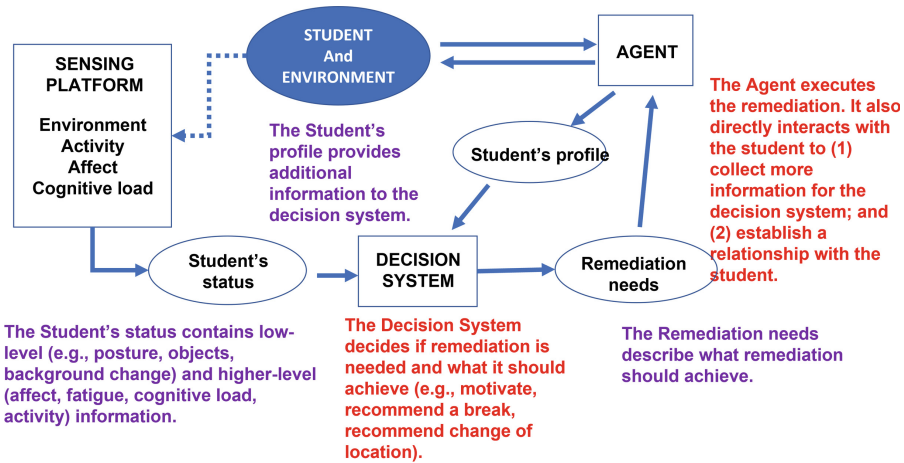 SENSING
PLATFORM
Environment
Activity
Affect
Cognitive load
STUDENT
And
ENVIRONMENT
AGENT
The Agent executes
the remediation. It also
directly interacts with
the student to (1)
collect more
information for the
decision system; and
(2) establish a
relationship with the
student.
The Student’s
profile provides
additional
information to the
decision system.
Student’s profile
Student’s
status
DECISION
SYSTEM
Remediation
needs
The Student’s status contains low-
level (e.g., posture, objects,
background change) and higher-level
(affect, fatigue, cognitive load,
activity) information.
The Decision System
decides if remediation is
needed and what it should
achieve (e.g., motivate,
recommend a break,
recommend change of
location).
The Remediation needs
describe what remediation
should achieve.